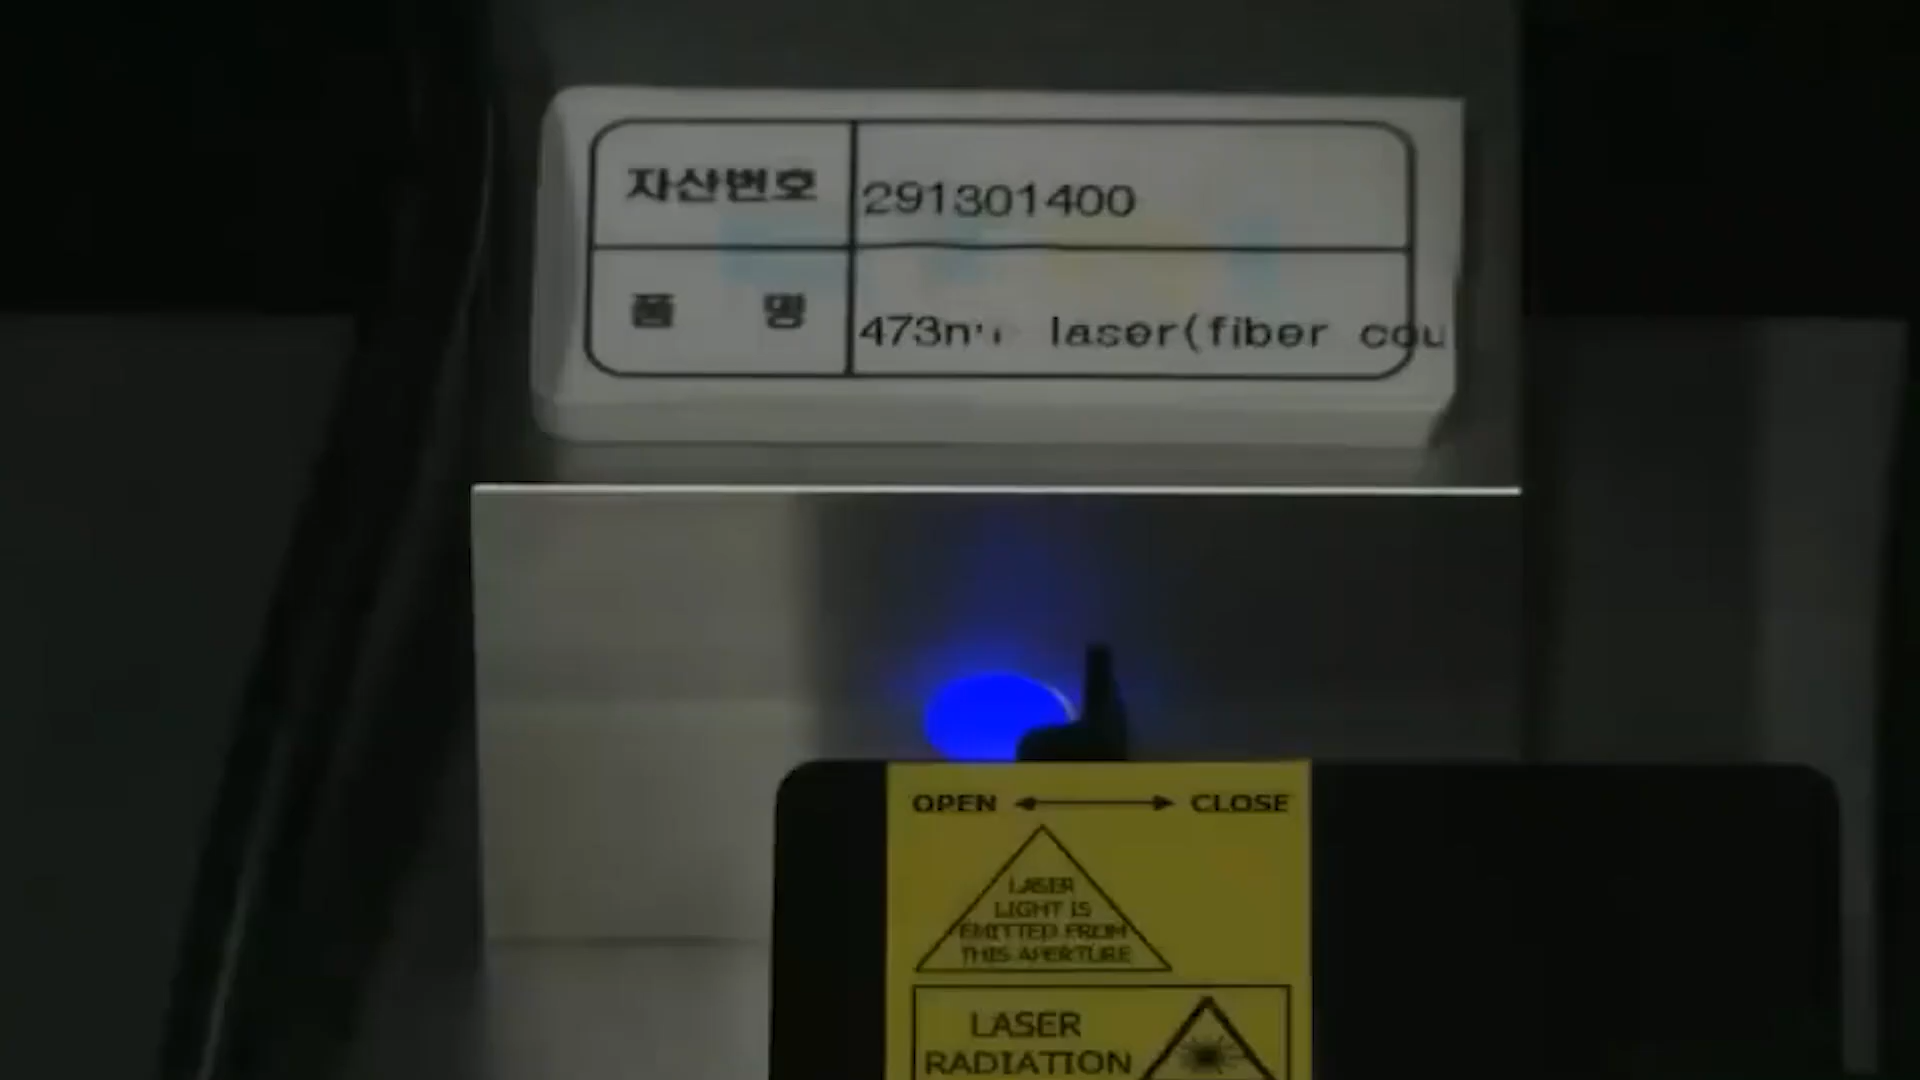 자산번호 291301400
품 명 laser(fiber cou
OPEN CLOSE
LASER
LIGHT IS
EMITTED FROM
THIS APERTURE
LASER
RADIATION